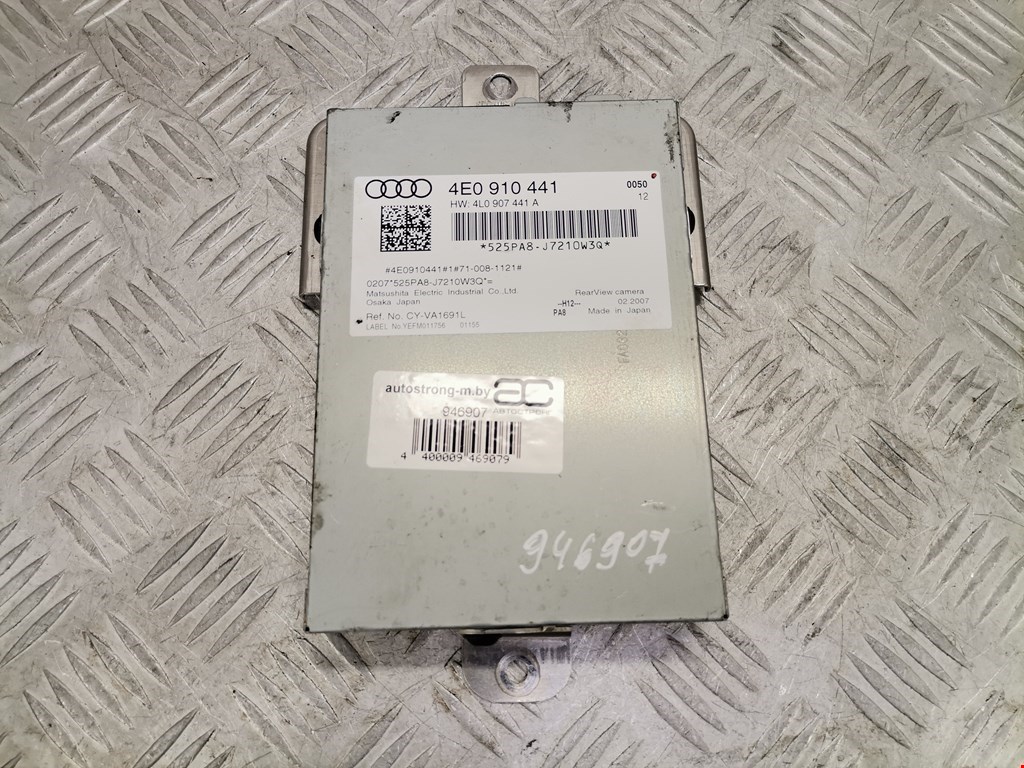 4E0 910 441
0050
HW: 4L0 907 441 A
12
*525PA8-J7210W3Q*
#4E0910441#1#71-008-1121#
0207*525PA8-J7210W3Q*=
Matsushita Electric Industrial Co.,Ltd.
RearView camera
Osaka Japan
--H12--
02.2007
Ref. No. CY-VA1691L
PA8
Made in Japan
LABEL No.YEFM011756 01155
autostrong-m.by
ac
946907
АВТОСТРОНГ
4 400009 469079
946907